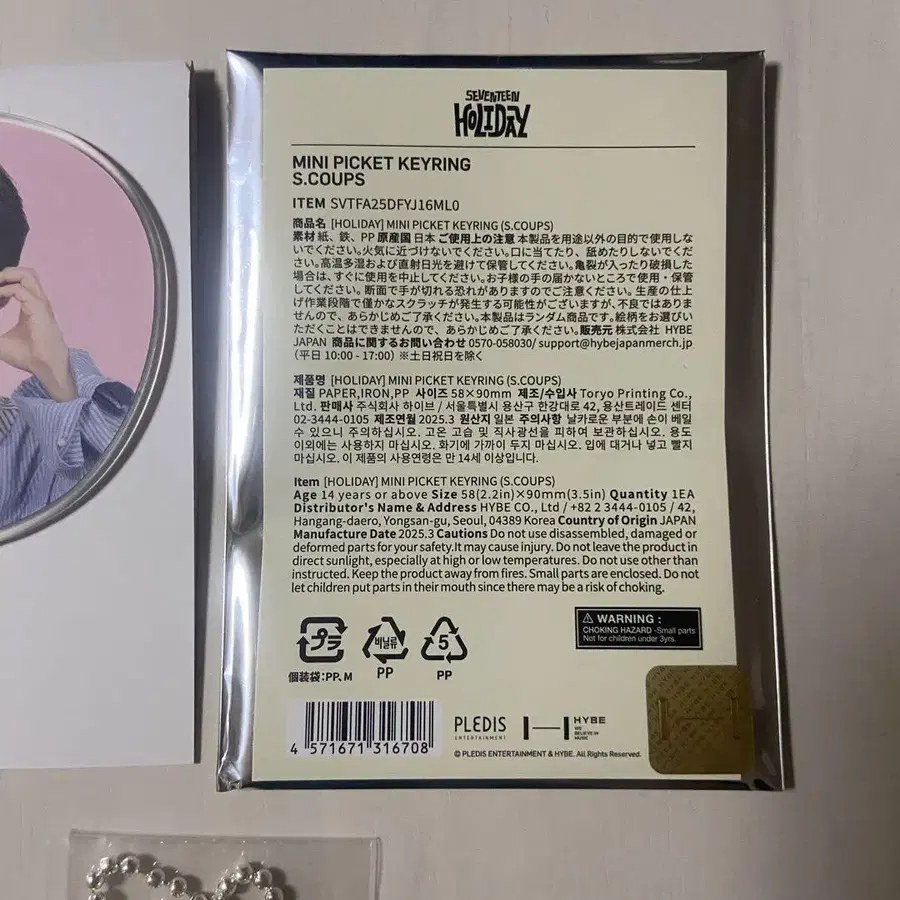 SEVENTEEN
HOLIDAY
MINI PICKET KEYRING
S.COUPS
ITEM SVTFA25DFYJ16ML0
商品名 [HOLIDAY] MINI PICKET KEYRING (S.COUPS)
素材 紙、鉄、PP 原産国 日本 ご使用上の注意 本製品を用途以外の目的で使用しな
いでください。火気に近づけないでください。口に当てたり、舐めたりしないでくだ
さい。高温多湿および直射日光を避けて保管してください。亀裂が入ったり破損した
場合は、すぐに使用を中止してください。お子様の手の届かないところで使用・保管
してください。断面で手が切れる恐れがありますのでご注意ください。生産の仕上
げ作業段階で僅かなスクラッチが発生する可能性がございますが、不良ではありま
せんので、あらかじめご了承ください。本製品はランダム商品です。絵柄をお選びい
ただくことはできませんので、あらかじめご了承ください。販売元 株式会社 HYBE
JAPAN 商品に関するお問い合わせ 0570-058030/ support@hybejapanmerch.jp
（平日 10:00 - 17:00）※土日祝日を除く
제품명 [HOLIDAY] MINI PICKET KEYRING (S.COUPS)
재질 PAPER,IRON,PP 사이즈 58×90mm 제조/수입사 Toryo Printing Co.,
Ltd. 판매사 주식회사 하이브 / 서울특별시 용산구 한강대로 42, 용산트레이드 센터
02-3444-0105 제조연월 2025.3 원산지 일본 주의사항 날카로운 부분에 손이 베일
수 있으니 주의하십시오. 고온 고습 및 직사광선을 피하여 보관하십시오. 용도
이외에는 사용하지 마십시오. 화기에 가까이 두지 마십시오. 입에 대거나 넣고 빨지
마십시오. 이 제품의 사용연령은 만 14세 이상입니다.
Item [HOLIDAY] MINI PICKET KEYRING (S.COUPS)
Age 14 years or above Size 58(2.2in)×90mm(3.5in) Quantity 1EA
Distributor's Name & Address HYBE CO., Ltd / +82 2 3444-0105 / 42,
Hangang-daero, Yongsan-gu, Seoul, 04389 Korea Country of Origin JAPAN
Manufacture Date 2025.3 Cautions Do not use disassembled, damaged or
deformed parts for your safety.It may cause injury. Do not leave the product in
direct sunlight, especially at high or low temperatures. Do not use other than
instructed. Keep the product away from fires. Small parts are enclosed. Do not
let children put parts in their mouth since there may be a risk of choking.
プラ
비닐류
5
個装袋：PP、M
PP
PP
WARNING :
CHOKING HAZARD -Small parts
Not for children under 3yrs.
4 571671 316708
PLEDIS
ENTERTAINMENT
HYBE
WE
BELIEVE IN
MUSIC
© PLEDIS ENTERTAINMENT & HYBE. All Rights Reserved.